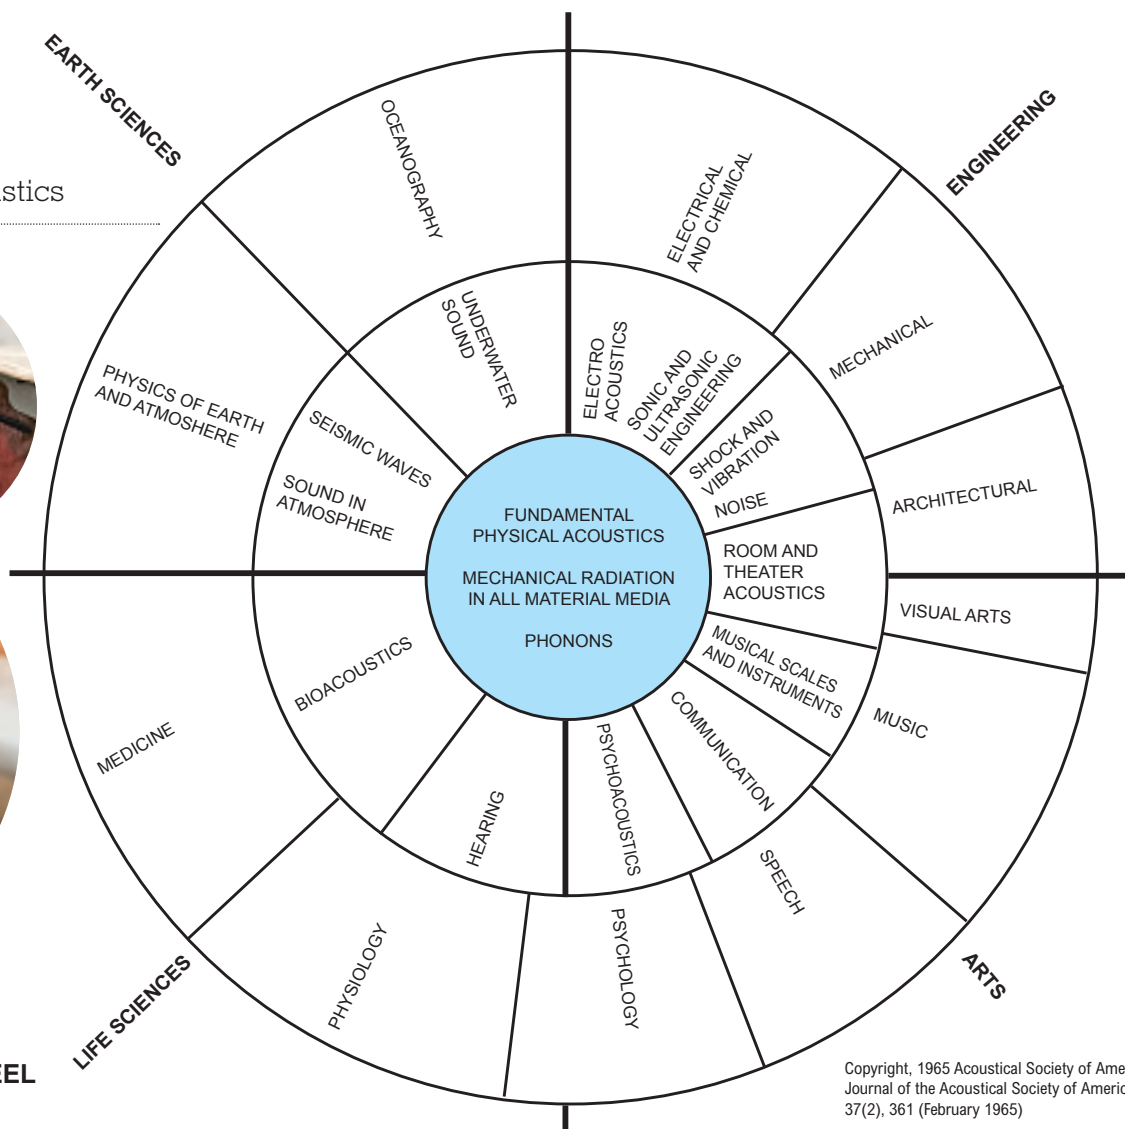 EARTH SCIENCES
ENGINEERING
OCEANOGRAPHY
ELECTRICAL
AND CHEMICAL
UNDERWATER
SOUND
ELECTRO
ACOUSTICS
SONIC AND
ULTRASONIC
ENGINEERING
MECHANICAL
PHYSICS OF EARTH
AND ATMOSHERE
SEISMIC WAVES
SHOCK AND
VIBRATION
NOISE
SOUND IN
ATMOSPHERE
ARCHITECTURAL
FUNDAMENTAL
PHYSICAL ACOUSTICS
MECHANICAL RADIATION
IN ALL MATERIAL MEDIA
PHONONS
ROOM AND
THEATER
ACOUSTICS
VISUAL ARTS
MUSICAL SCALES
AND INSTRUMENTS
MUSIC
BIOACOUSTICS
COMMUNICATION
PSYCHOACOUSTICS
MEDICINE
HEARING
SPEECH
PHYSIOLOGY
PSYCHOLOGY
LIFE SCIENCES
ARTS
Copyright, 1965 Acoustical Society of
Journal of the Acoustical Society of
37(2), 361 (February 1965)